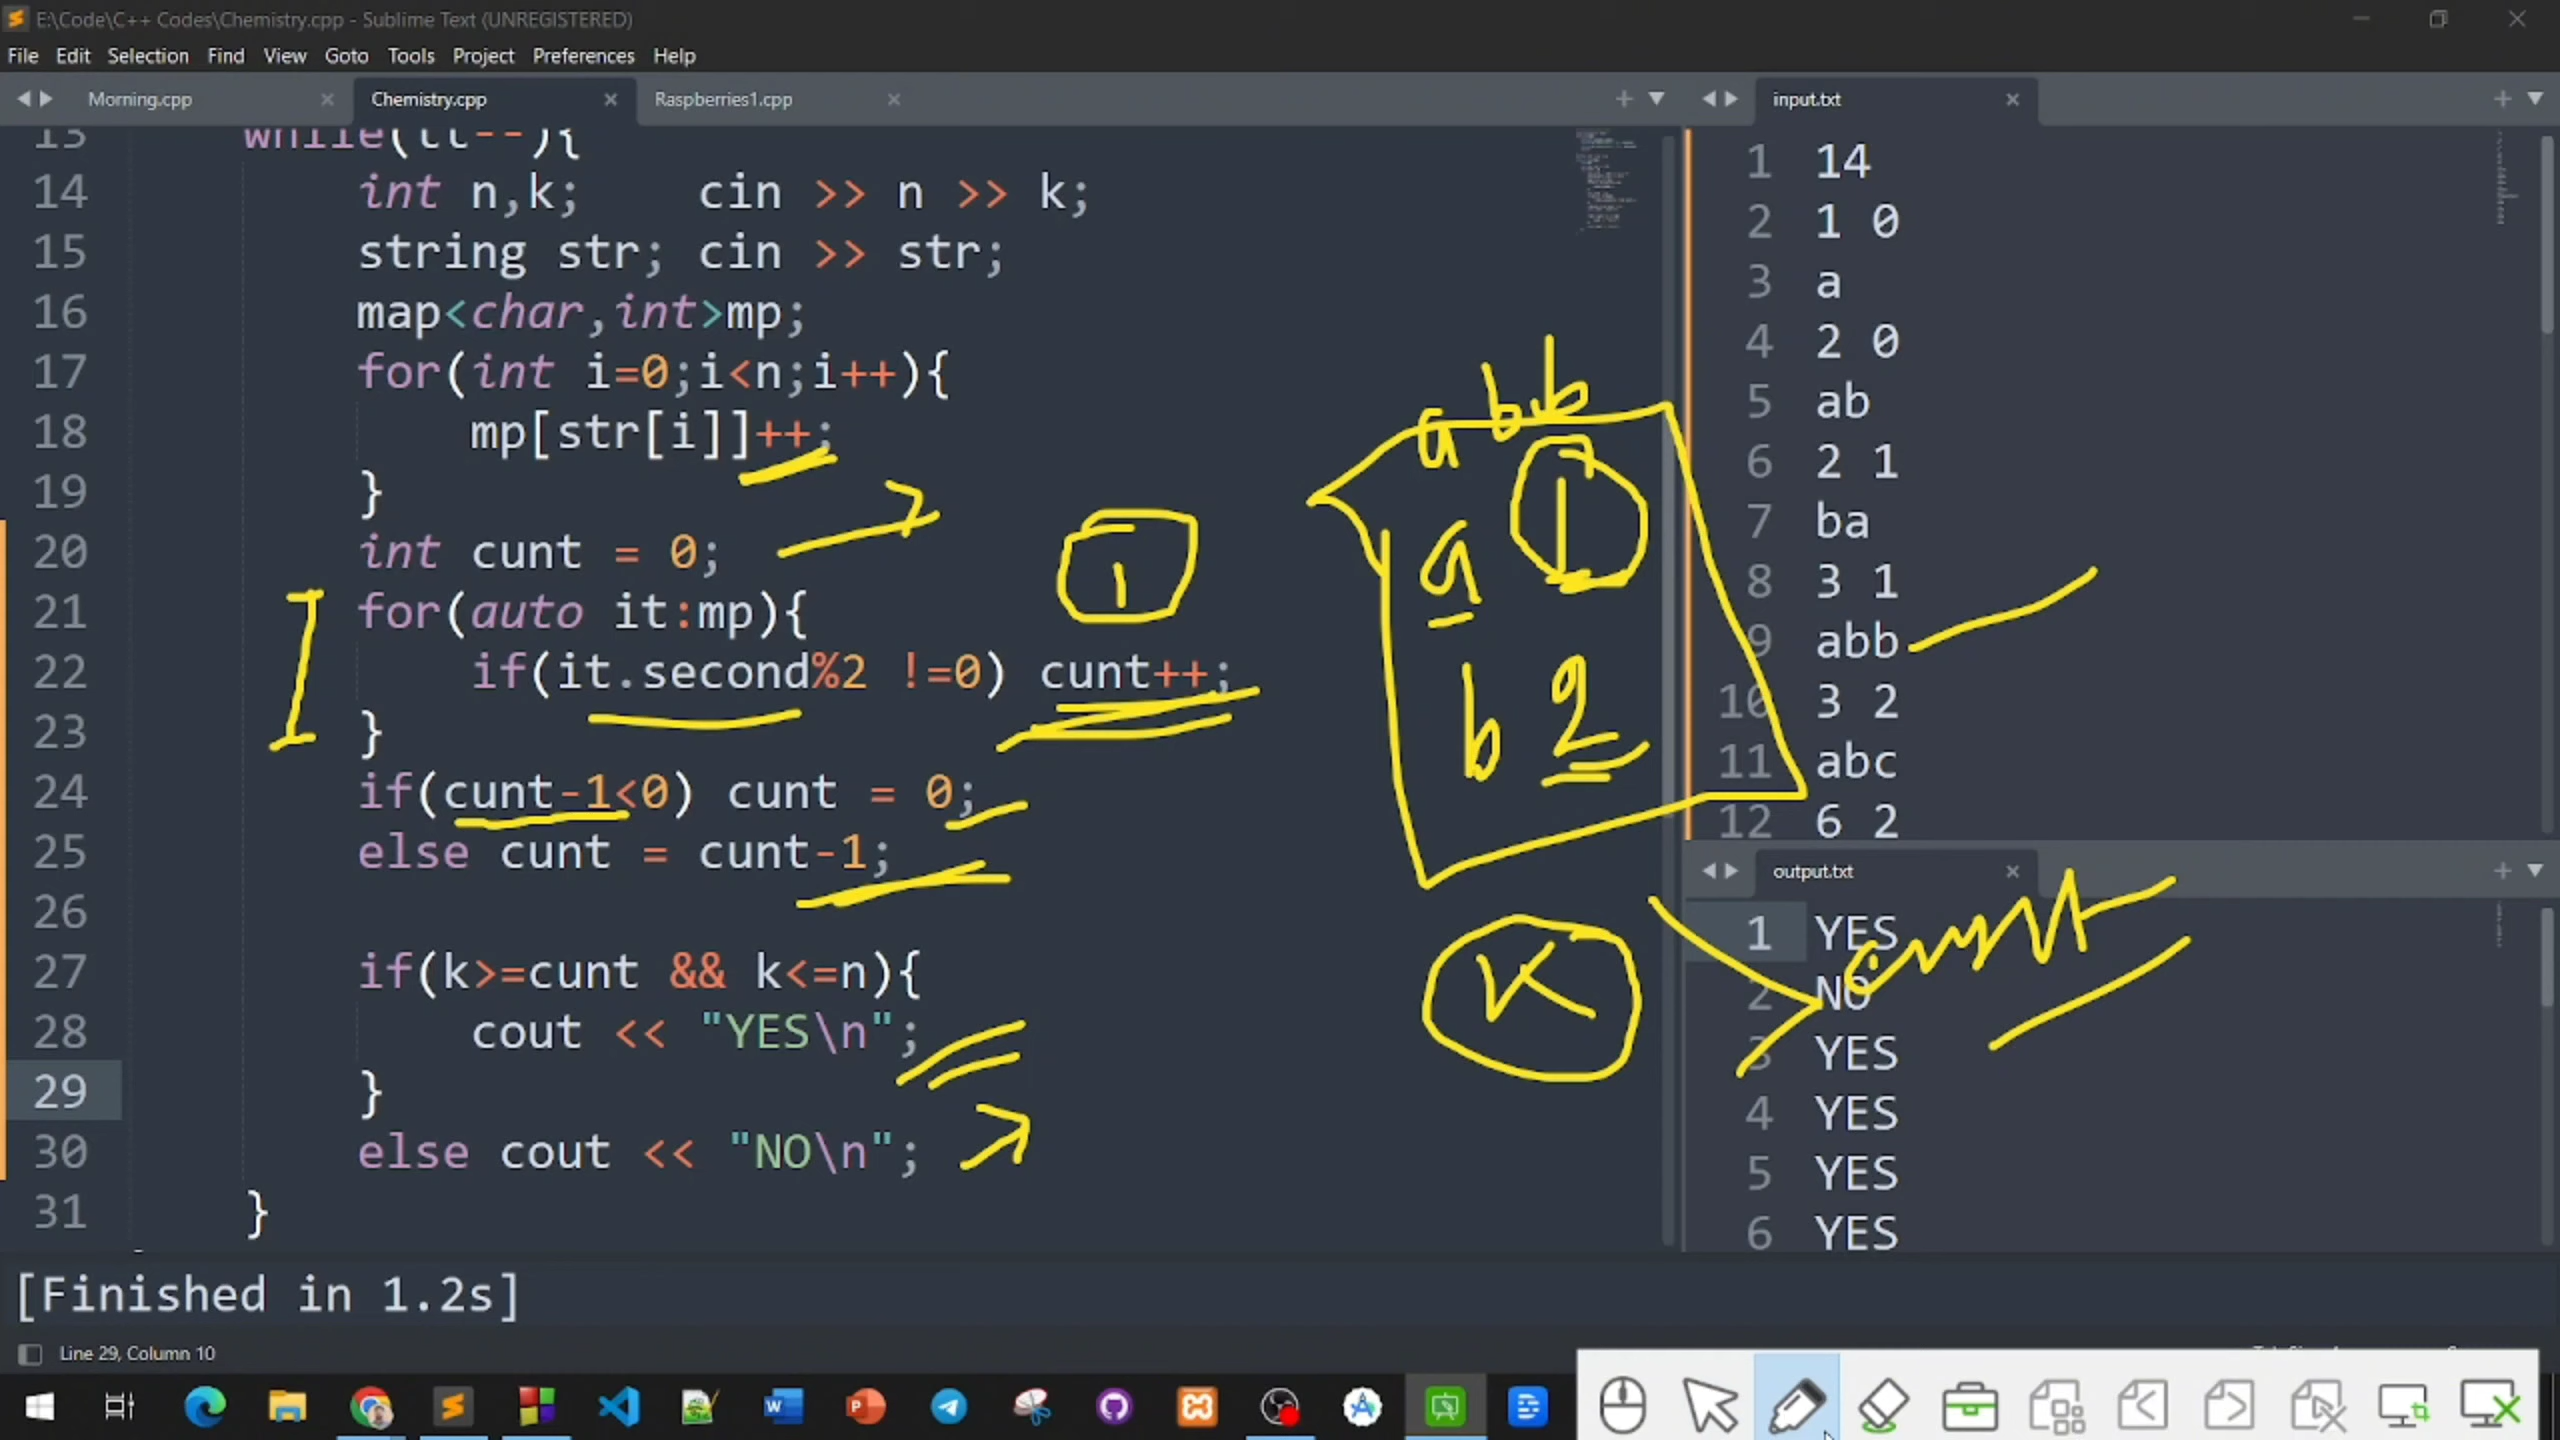 E:\Code\C++ Codes\Chemistry.cpp - Sublime Text (UNREGISTERED)
File Edit Selection Find View Goto Tools Project Preferences Help
Morning.cpp
Chemistry.cpp
Raspberries1.cpp
13 while(tt--){
14 int n,k; cin >> n >> k;
15 string str; cin >> str;
16 map<char,int>mp;
17 for(int i=0;i<n;i++){
18 mp[str[i]]++;
19 }
20 int cunt = 0;
21 for(auto it:mp){
22 if(it.second%2 !=0) cunt++;
23 }
24 if(cunt-1<0) cunt = 0;
25 else cunt = cunt-1;
26
27 if(k>=cunt && k<=n){
28 cout << "YES\n";
29 }
30 else cout << "NO\n";
31 }
1
a b b
a 1
b 2
K
input.txt
1 14
2 1 0
3 a
4 2 0
5 ab
6 2 1
7 ba
8 3 1
9 abb
10 3 2
11 abc
12 6 2
output.txt
1 YES
2 NO
3 YES
4 YES
5 YES
6 YES
[Finished in 1.2s]
Line 29, Column 10